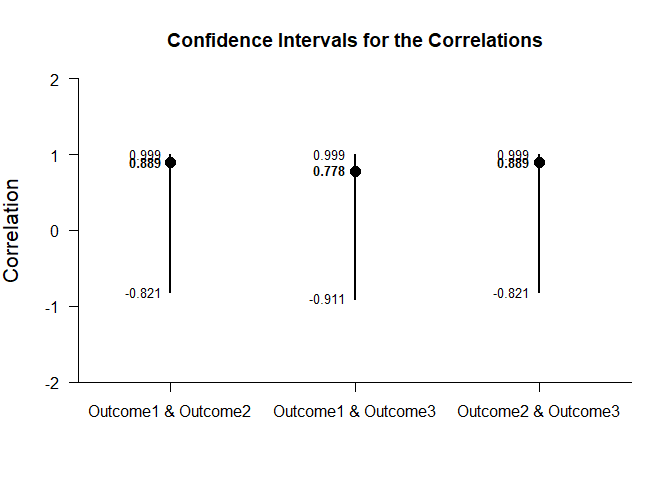 Confidence Intervals for the Correlations
Correlation
2
1
0
-1
-2
0.999
0.889
-0.821
0.999
0.778
-0.911
0.999
0.889
-0.821
Outcome1 & Outcome2
Outcome1 & Outcome3
Outcome2 & Outcome3